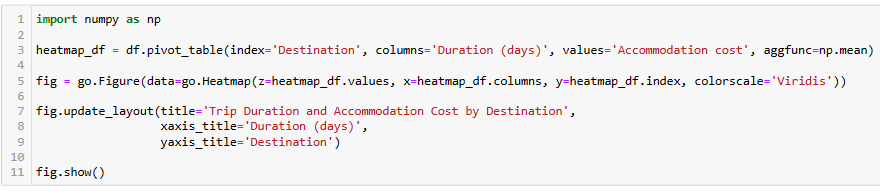 1 import numpy as np
2
3 heatmap_df = df.pivot_table(index='Destination', columns='Duration (days)', values='Accommodation cost', aggfunc=np.mean)
4
5 fig = go.Figure(data=go.Heatmap(z=heatmap_df.values, x=heatmap_df.columns, y=heatmap_df.index, colorscale='Viridis'))
6
7 fig.update_layout(title='Trip Duration and Accommodation Cost by Destination',
8                   xaxis_title='Duration (days)',
9                   yaxis_title='Destination')
10
11 fig.show()